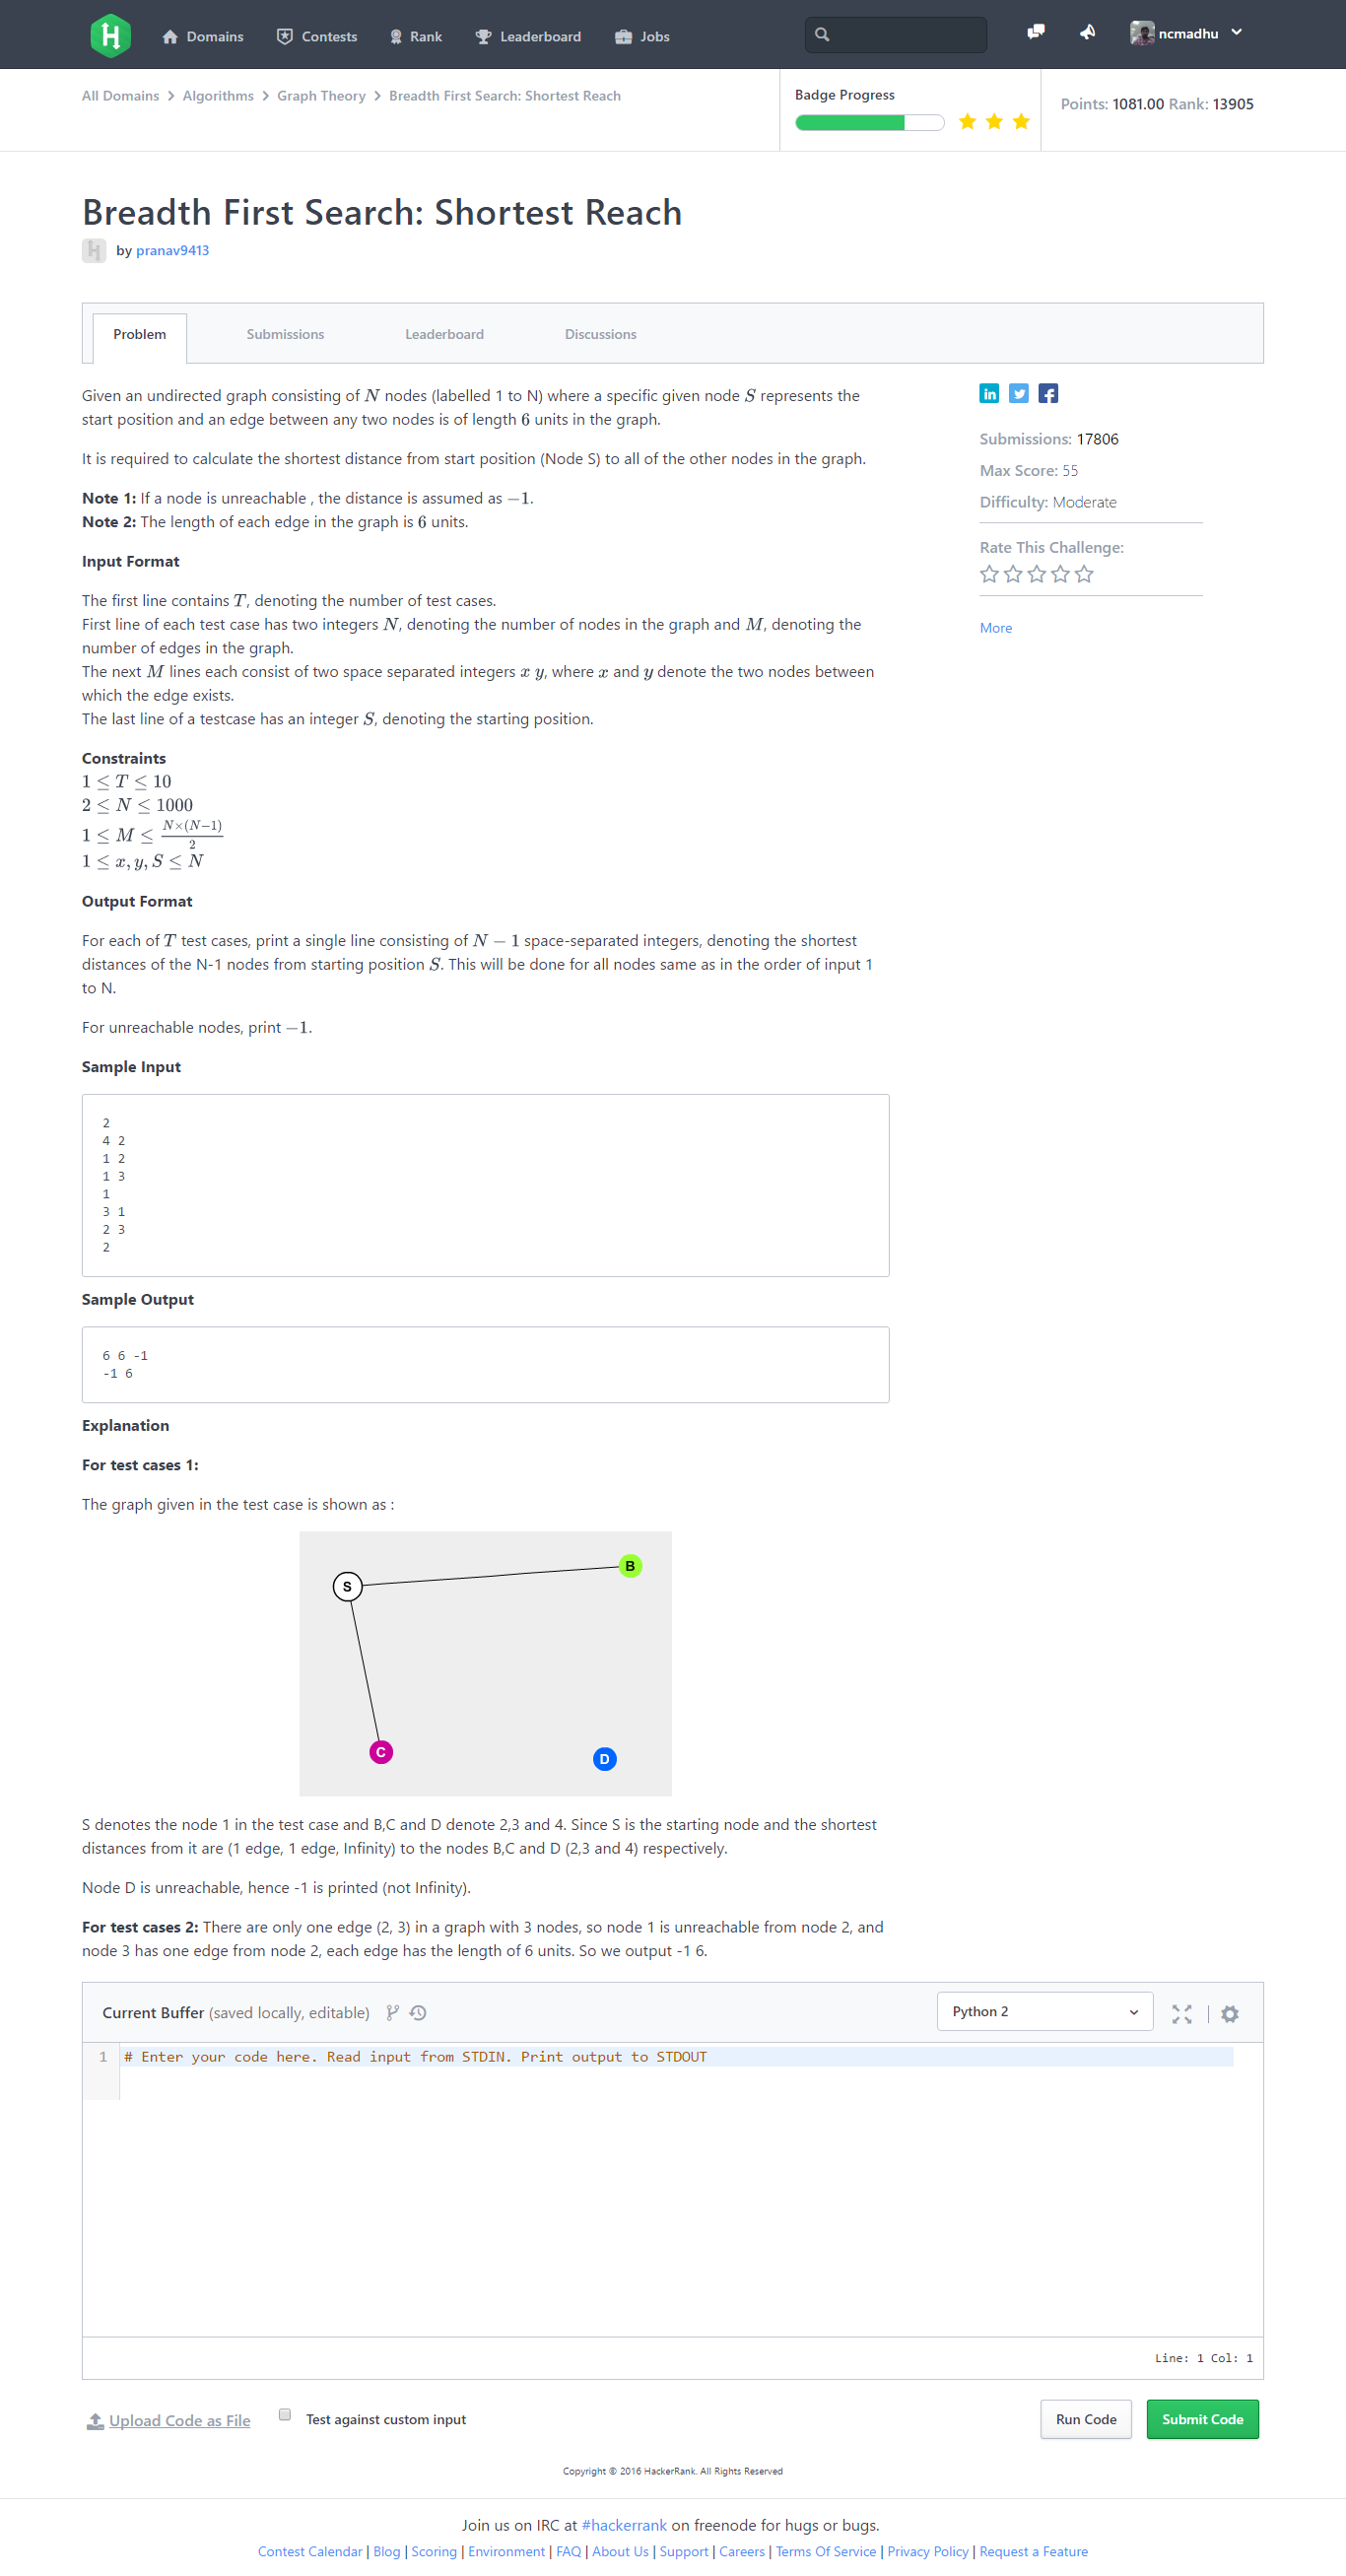 H Domains Contests Rank Leaderboard Jobs ncmadhu
All Domains > Algorithms > Graph Theory > Breadth First Search: Shortest Reach
Badge Progress
Points: 1081.00 Rank: 13905
Breadth First Search: Shortest Reach
H by pranav9413
Problem Submissions Leaderboard Discussions
Given an undirected graph consisting of N nodes (labelled 1 to N) where a specific given node S represents the
start position and an edge between any two nodes is of length 6 units in the graph.
It is required to calculate the shortest distance from start position (Node S) to all of the other nodes in the graph.
Note 1: If a node is unreachable , the distance is assumed as −1.
Note 2: The length of each edge in the graph is 6 units.
Input Format
The first line contains T, denoting the number of test cases.
First line of each test case has two integers N, denoting the number of nodes in the graph and M, denoting the
number of edges in the graph.
The next M lines each consist of two space separated integers x y, where x and y denote the two nodes between
which the edge exists.
The last line of a testcase has an integer S, denoting the starting position.
Constraints
1 ≤ T ≤ 10
2 ≤ N ≤ 1000
1 ≤ M ≤ N×(N−1)/2
1 ≤ x, y, S ≤ N
Output Format
For each of T test cases, print a single line consisting of N − 1 space-separated integers, denoting the shortest
distances of the N-1 nodes from starting position S. This will be done for all nodes same as in the order of input 1
to N.
For unreachable nodes, print −1.
Sample Input
2
4 2
1 2
1 3
1
3 1
2 3
2
Sample Output
6 6 -1
-1 6
Explanation
For test cases 1:
The graph given in the test case is shown as :
B
S
C
D
S denotes the node 1 in the test case and B,C and D denote 2,3 and 4. Since S is the starting node and the shortest
distances from it are (1 edge, 1 edge, Infinity) to the nodes B,C and D (2,3 and 4) respectively.
Node D is unreachable, hence -1 is printed (not Infinity).
For test cases 2: There are only one edge (2, 3) in a graph with 3 nodes, so node 1 is unreachable from node 2, and
node 3 has one edge from node 2, each edge has the length of 6 units. So we output -1 6.
in f
Submissions: 17806
Max Score: 55
Difficulty: Moderate
Rate This Challenge:
More
Current Buffer (saved locally, editable) Python 2
1 # Enter your code here. Read input from STDIN. Print output to STDOUT
Line: 1 Col: 1
Upload Code as File Test against custom input Run Code Submit Code
Copyright © 2016 HackerRank. All Rights Reserved
Join us on IRC at #hackerrank on freenode for hugs or bugs.
Contest Calendar | Blog | Scoring | Environment | FAQ | About Us | Support | Careers | Terms Of Service | Privacy Policy | Request a Feature